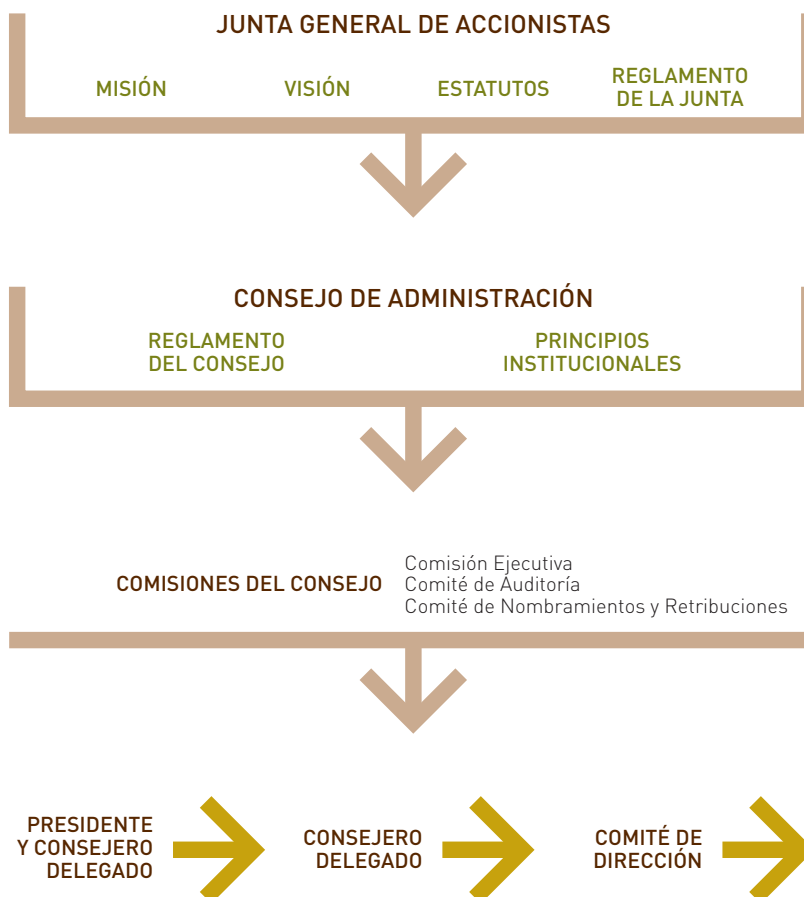 JUNTA GENERAL DE ACCIONISTAS
MISIÓN
VISIÓN
ESTATUTOS
REGLAMENTO
DE LA JUNTA
CONSEJO DE ADMINISTRACIÓN
REGLAMENTO
DEL CONSEJO
PRINCIPIOS
INSTITUCIONALES
COMISIONES DEL CONSEJO
Comisión Ejecutiva
Comité de Auditoría
Comité de Nombramientos y Retribuciones
PRESIDENTE
Y CONSEJERO
DELEGADO
CONSEJERO
DELEGADO
COMITÉ DE
DIRECCIÓN